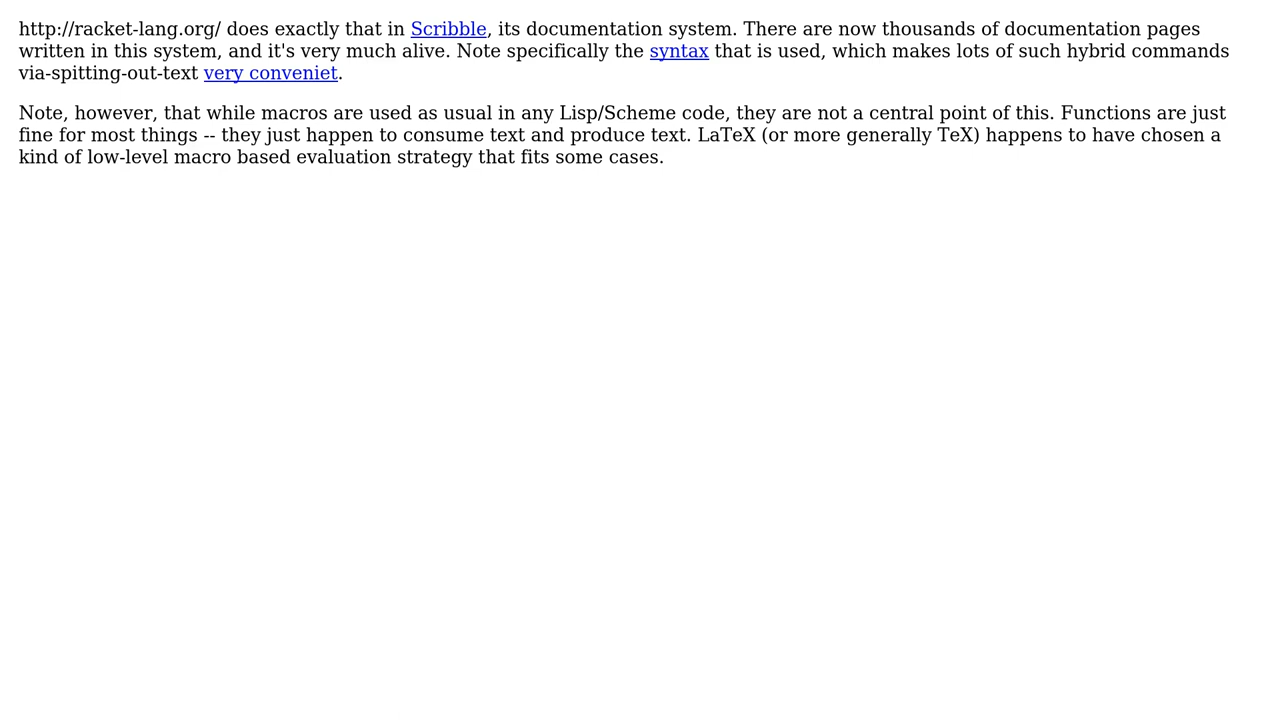 http://racket-lang.org/ does exactly that in Scribble, its documentation system. There are now thousands of documentation pages
written in this system, and it's very much alive. Note specifically the syntax that is used, which makes lots of such hybrid commands
via-spitting-out-text very conveniet.
Note, however, that while macros are used as usual in any Lisp/Scheme code, they are not a central point of this. Functions are just
fine for most things -- they just happen to consume text and produce text. LaTeX (or more generally TeX) happens to have chosen a
kind of low-level macro based evaluation strategy that fits some cases.